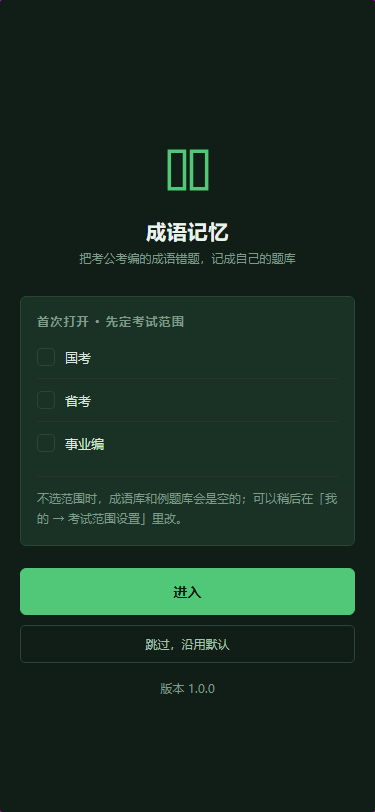 成语记忆
把考公考编的成语错题，记成自己的题库
首次打开 · 先定考试范围
国考
省考
事业编
不选范围时，成语库和例题库会是空的；可以稍后在「我
的 → 考试范围设置」里改。
进入
跳过，沿用默认
版本 1.0.0